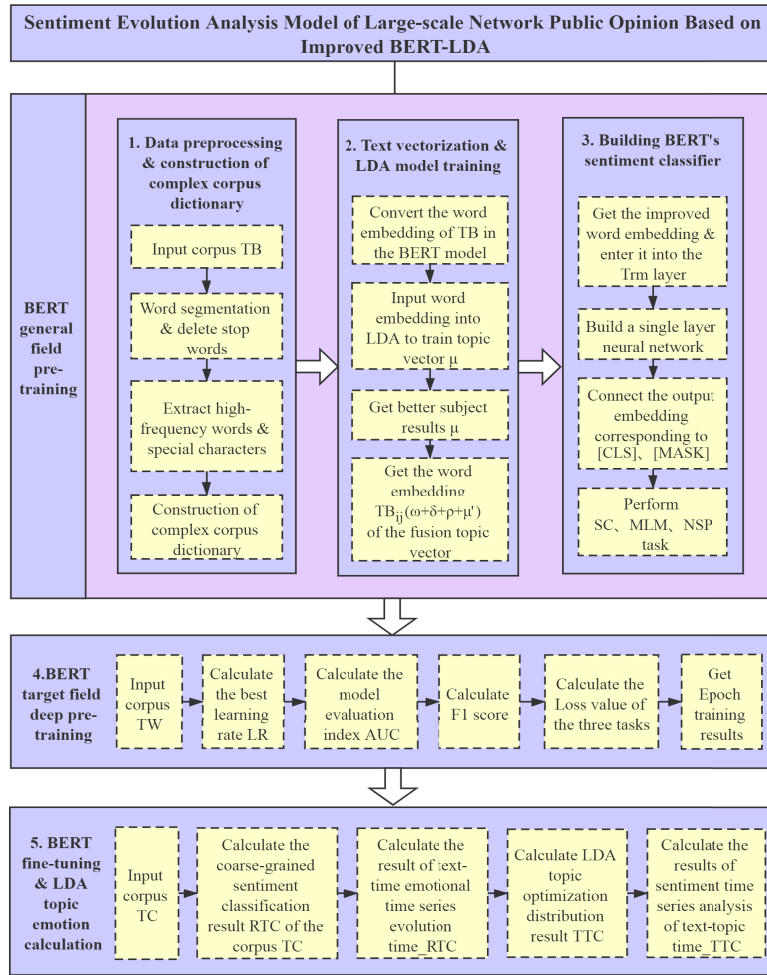 Sentiment Evolution Analysis Model of Large-scale Network Public Opinion Based on
Improved BERT-LDA
BERT
general
field
pre-
training
1. Data preprocessing
& construction of
complex corpus
dictionary
Input corpus TB
Word segmentation
& delete stop
words
Extract high-
frequency words &
special characters
Construction of
complex corpus
dictionary
2. Text vectorization &
LDA model training
Convert the word
embedding of TB in
the BERT model
Input word
embedding into
LDA to train topic
vector μ
Get better subject
results μ
Get the word
embedding
TBij(ω+δ+ρ+μ')
of the fusion topic
vector
3. Building BERT's
sentiment classifier
Get the improved
word embedding &
enter it into the
Trm layer
Build a single layer
neural network
Connect the output
embedding
corresponding to
[CLS]、[MASK]
Perform
SC、MLM、NSP
task
4.BERT
target field
deep pre-
training
Input
corpus
TW
Calculate
the best
learning
rate LR
Calculate the
model
evaluation
index AUC
Calculate
F1 score
Calculate the
Loss value of
the three tasks
Get
Epoch
training
results
5. BERT
fine-tuning
& LDA
topic
emotion
calculation
Input
corpus
TC
Calculate the
coarse-grained
sentiment
classification
result RTC of the
corpus TC
Calculate the
result of text-
time emotional
time series
evolution
time_RTC
Calculate LDA
topic
optimization
distribution
result TTC
Calculate the
results of
sentiment time
series analysis
of text-topic
time_TTC